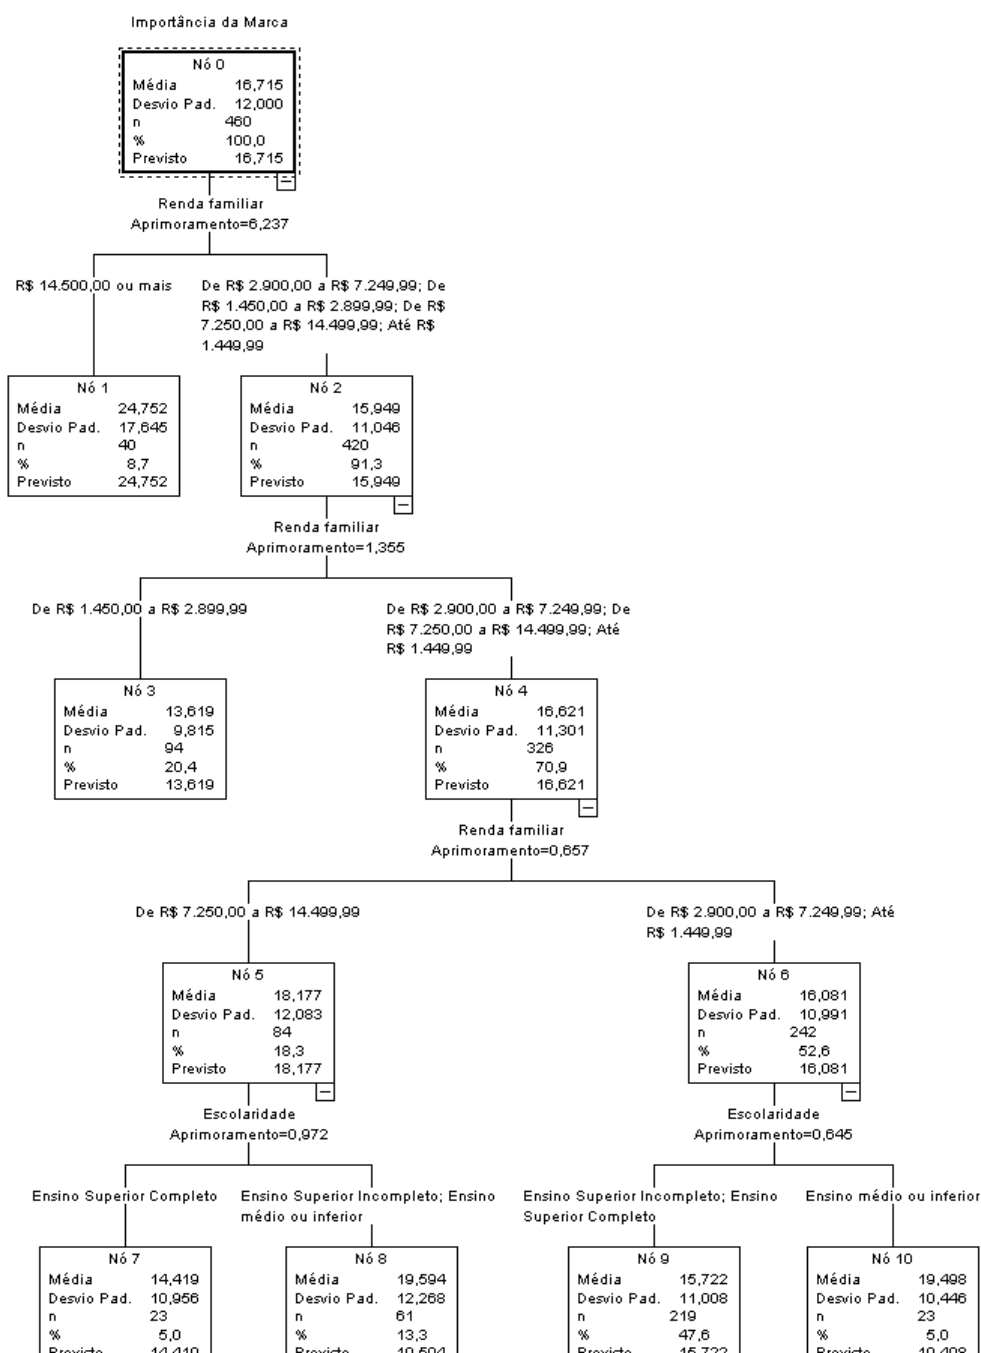 Importância da Marca
Nó 0
Média 16,715
Desvio Pad. 12,000
n 460
% 100,0
Previsto 16,715
Renda familiar
Aprimoramento=6,237
R$ 14.500,00 ou mais
De R$ 2.900,00 a R$ 7.249,99; De
R$ 1.450,00 a R$ 2.899,99; De R$
7.250,00 a R$ 14.499,99; Até R$
1.449,99
Nó 1
Média 24,752
Desvio Pad. 17,645
n 40
% 8,7
Previsto 24,752
Nó 2
Média 15,949
Desvio Pad. 11,046
n 420
% 91,3
Previsto 15,949
Renda familiar
Aprimoramento=1,355
De R$ 1.450,00 a R$ 2.899,99
De R$ 2.900,00 a R$ 7.249,99; De
R$ 7.250,00 a R$ 14.499,99; Até
R$ 1.449,99
Nó 3
Média 13,619
Desvio Pad. 9,815
n 94
% 20,4
Previsto 13,619
Nó 4
Média 16,621
Desvio Pad. 11,301
n 326
% 70,9
Previsto 16,621
Renda familiar
Aprimoramento=0,657
De R$ 7.250,00 a R$ 14.499,99
De R$ 2.900,00 a R$ 7.249,99; Até
R$ 1.449,99
Nó 5
Média 18,177
Desvio Pad. 12,083
n 84
% 18,3
Previsto 18,177
Nó 6
Média 16,081
Desvio Pad. 10,991
n 242
% 52,6
Previsto 16,081
Escolaridade
Aprimoramento=0,972
Escolaridade
Aprimoramento=0,645
Ensino Superior Completo
Ensino Superior Incompleto; Ensino
médio ou inferior
Ensino Superior Incompleto; Ensino
Superior Completo
Ensino médio ou inferior
Nó 7
Média 14,419
Desvio Pad. 10,956
n 23
% 5,0
Previsto 14,419
Nó 8
Média 19,594
Desvio Pad. 12,268
n 61
% 13,3
Previsto 19,594
Nó 9
Média 15,722
Desvio Pad. 11,008
n 219
% 47,6
Previsto 15,722
Nó 10
Média 19,498
Desvio Pad. 10,446
n 23
% 5,0
Previsto 19,498